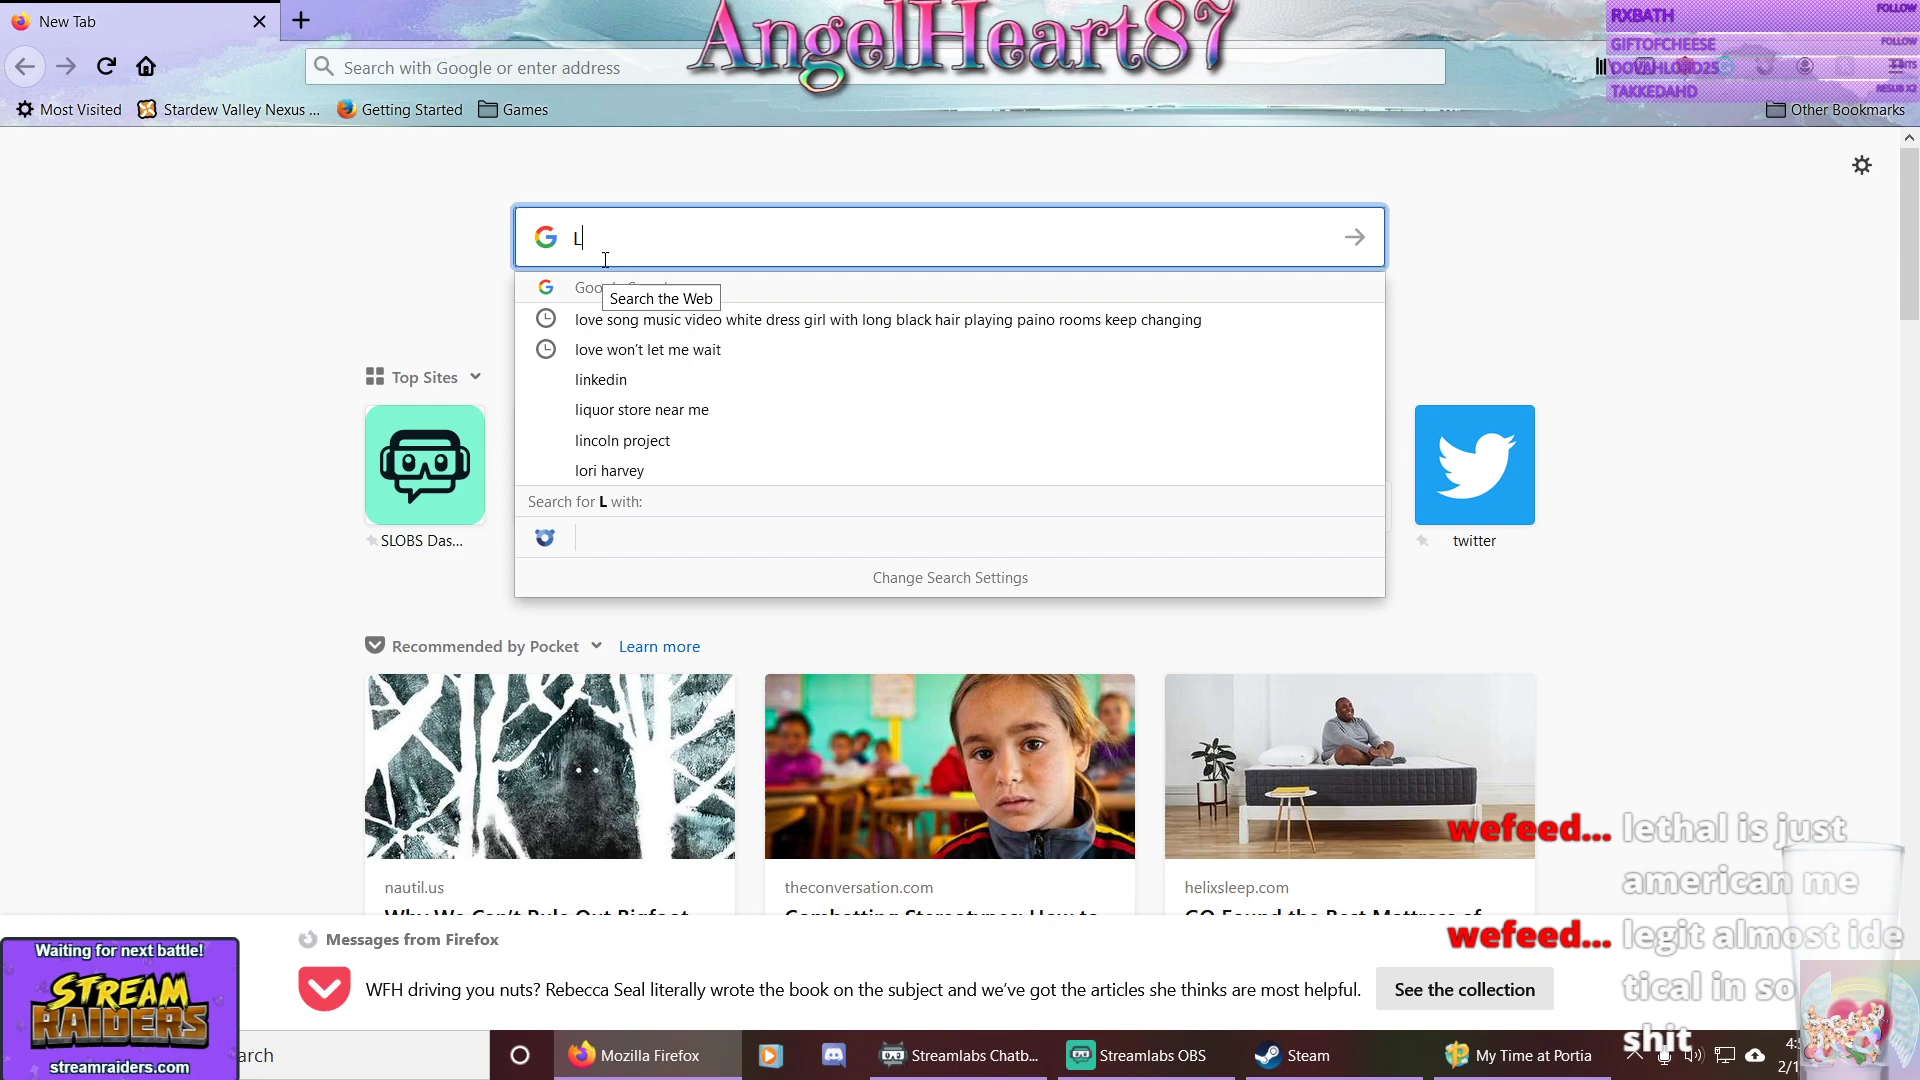 New Tab
AngelHeart87
RXBATH FOLLOW
GIFTOFCHEESE FOLLOW
DOVAHLORD25 BITS
TAKKEDAHD RESUB X2
Search with Google or enter address
Most Visited
Stardew Valley Nexus ...
Getting Started
Games
Other Bookmarks
L
Search the Web
love song music video white dress girl with long black hair playing paino rooms keep changing
love won't let me wait
linkedin
liquor store near me
lincoln project
lori harvey
Search for L with:
Change Search Settings
Top Sites
SLOBS Das...
twitter
Recommended by Pocket
Learn more
nautil.us
theconversation.com
helixsleep.com
wefeed... lethal is just
american me
wefeed... legit almost ide
tical in so
shit
Messages from Firefox
WFH driving you nuts? Rebecca Seal literally wrote the book on the subject and we've got the articles she thinks are most helpful.
See the collection
Waiting for next battle!
STREAM
RAIDERS
streamraiders.com
arch
Mozilla Firefox
Streamlabs Chatb...
Streamlabs OBS
Steam
My Time at Portia